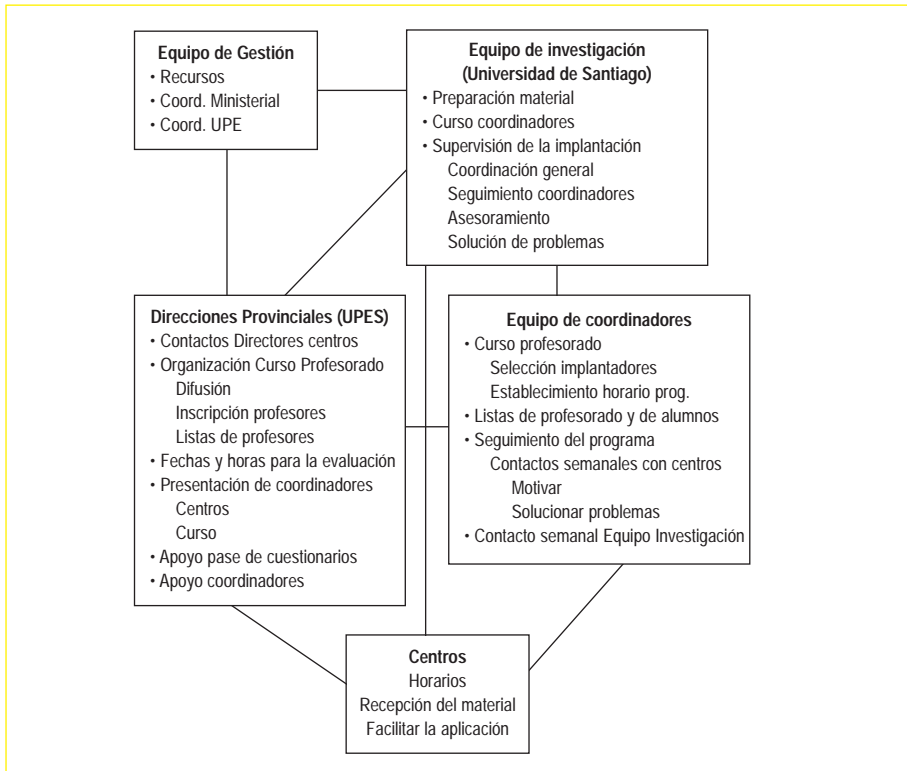 Equipo de Gestión
• Recursos
• Coord. Ministerial
• Coord. UPE
Equipo de investigación
(Universidad de Santiago)
• Preparación material
• Curso coordinadores
• Supervisión de la implantación
Coordinación general
Seguimiento coordinadores
Asesoramiento
Solución de problemas
Direcciones Provinciales (UPES)
• Contactos Directores centros
• Organización Curso Profesorado
Difusión
Inscripción profesores
Listas de profesores
• Fechas y horas para la evaluación
• Presentación de coordinadores
Centros
Curso
• Apoyo pase de cuestionarios
• Apoyo coordinadores
Equipo de coordinadores
• Curso profesorado
Selección implantadores
Establecimiento horario prog.
• Listas de profesorado y de alumnos
• Seguimiento del programa
Contactos semanales con centros
Motivar
Solucionar problemas
• Contacto semanal Equipo Investigación
Centros
Horarios
Recepción del material
Facilitar la aplicación